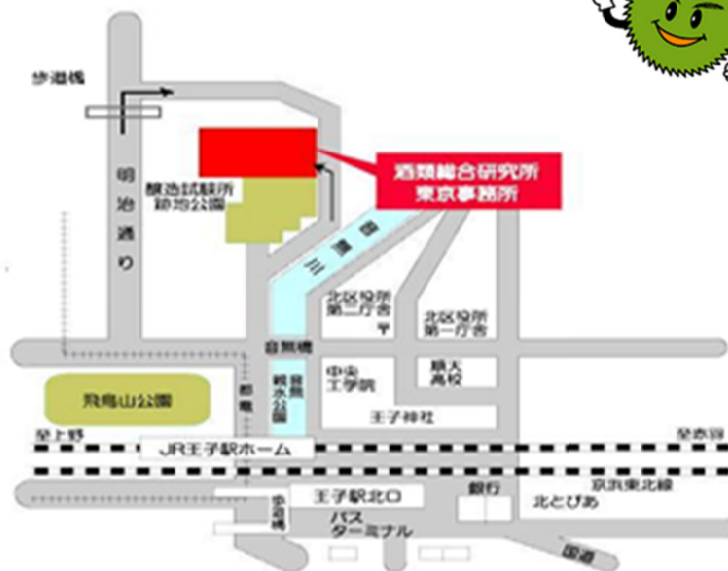 歩道橋
明治通り
醸造試験所
跡地公園
酒類総合研究所
東京事務所
音無川
北区役所
第二庁舎
〒
北区役所
第一庁舎
音無橋
中央
工学院
順天
高校
飛鳥山公園
都電
音無
親水公園
王子神社
至上野
至赤羽
JR王子駅ホーム
京浜東北線
王子駅北口
銀行
北とぴあ
歩道橋
バス
ターミナル
国道